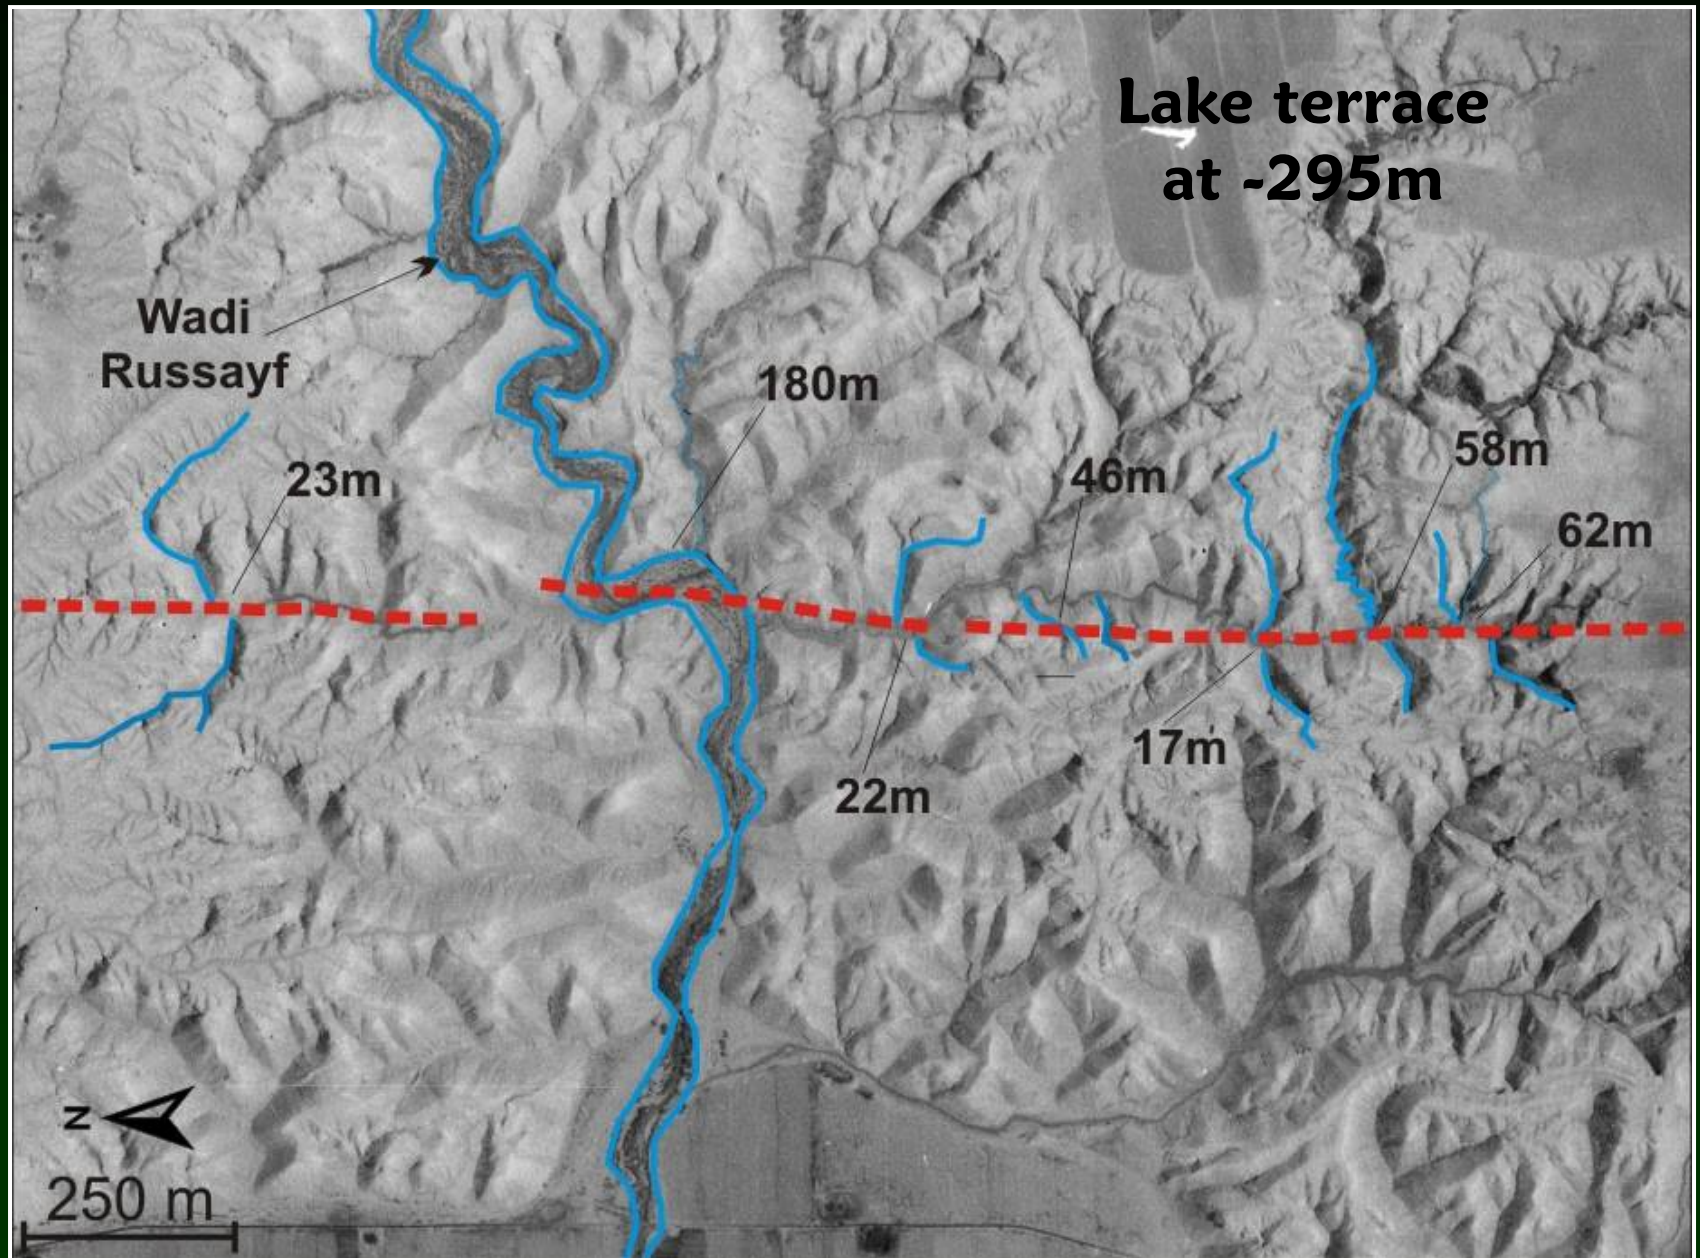 Lake terrace
at -295m
Wadi
Russayf
180m
23m
46m
58m
62m
17m
22m
N
250 m